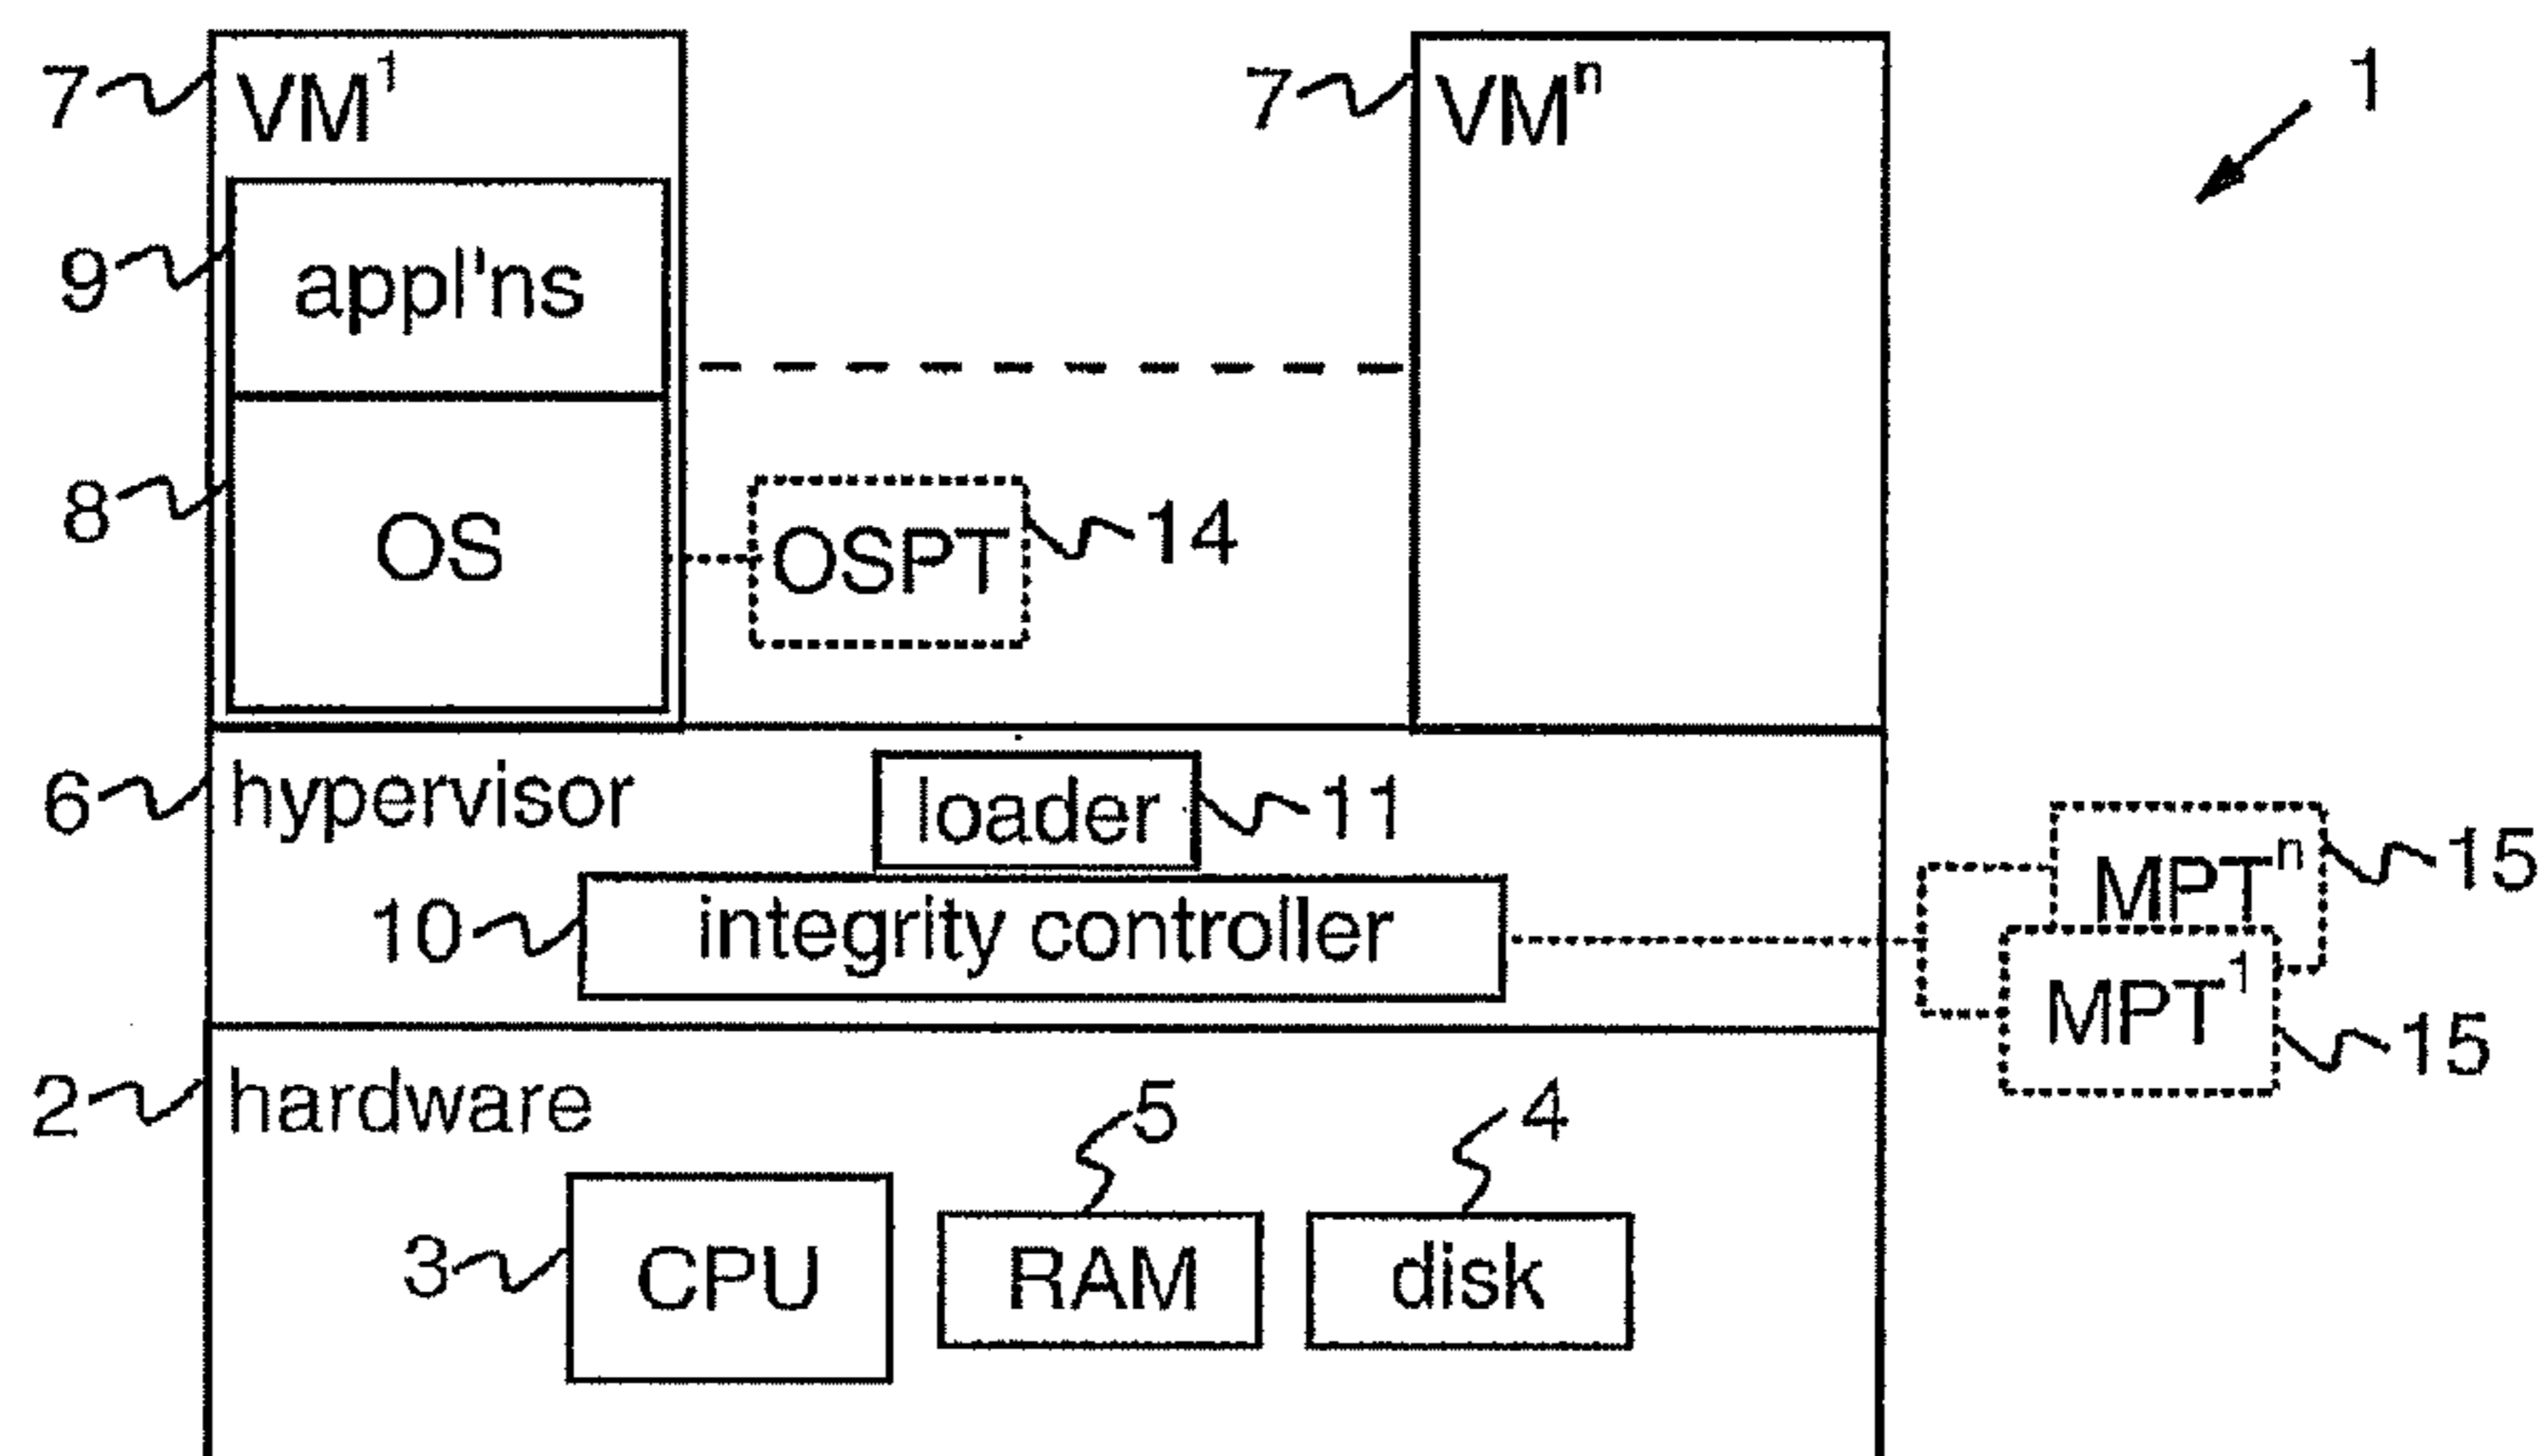 7 VM¹ 7 VMⁿ 1
9 appl'ns
8 OS OSPT 14
6 hypervisor loader 11
MPTⁿ 15
10 integrity controller
MPT¹ 15
2 hardware 5 4
3 CPU RAM disk